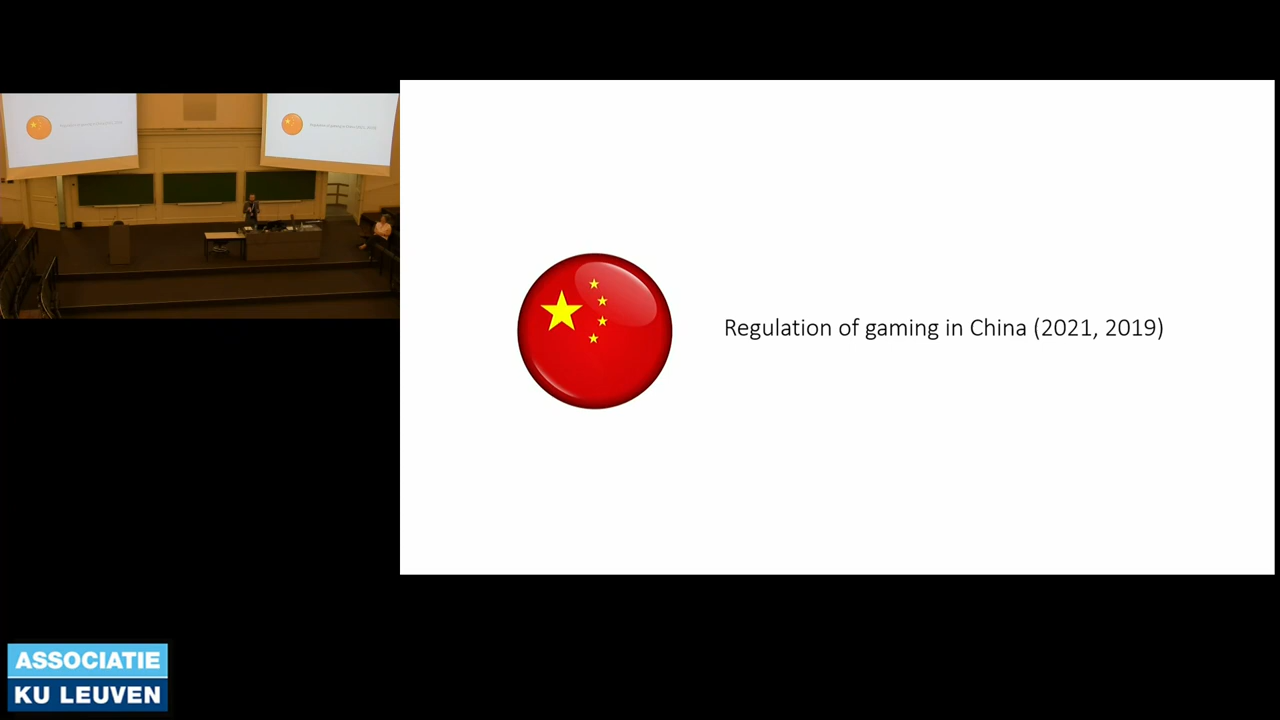 Regulation of gaming in China (2021, 2019)
ASSOCIATIE
KU LEUVEN